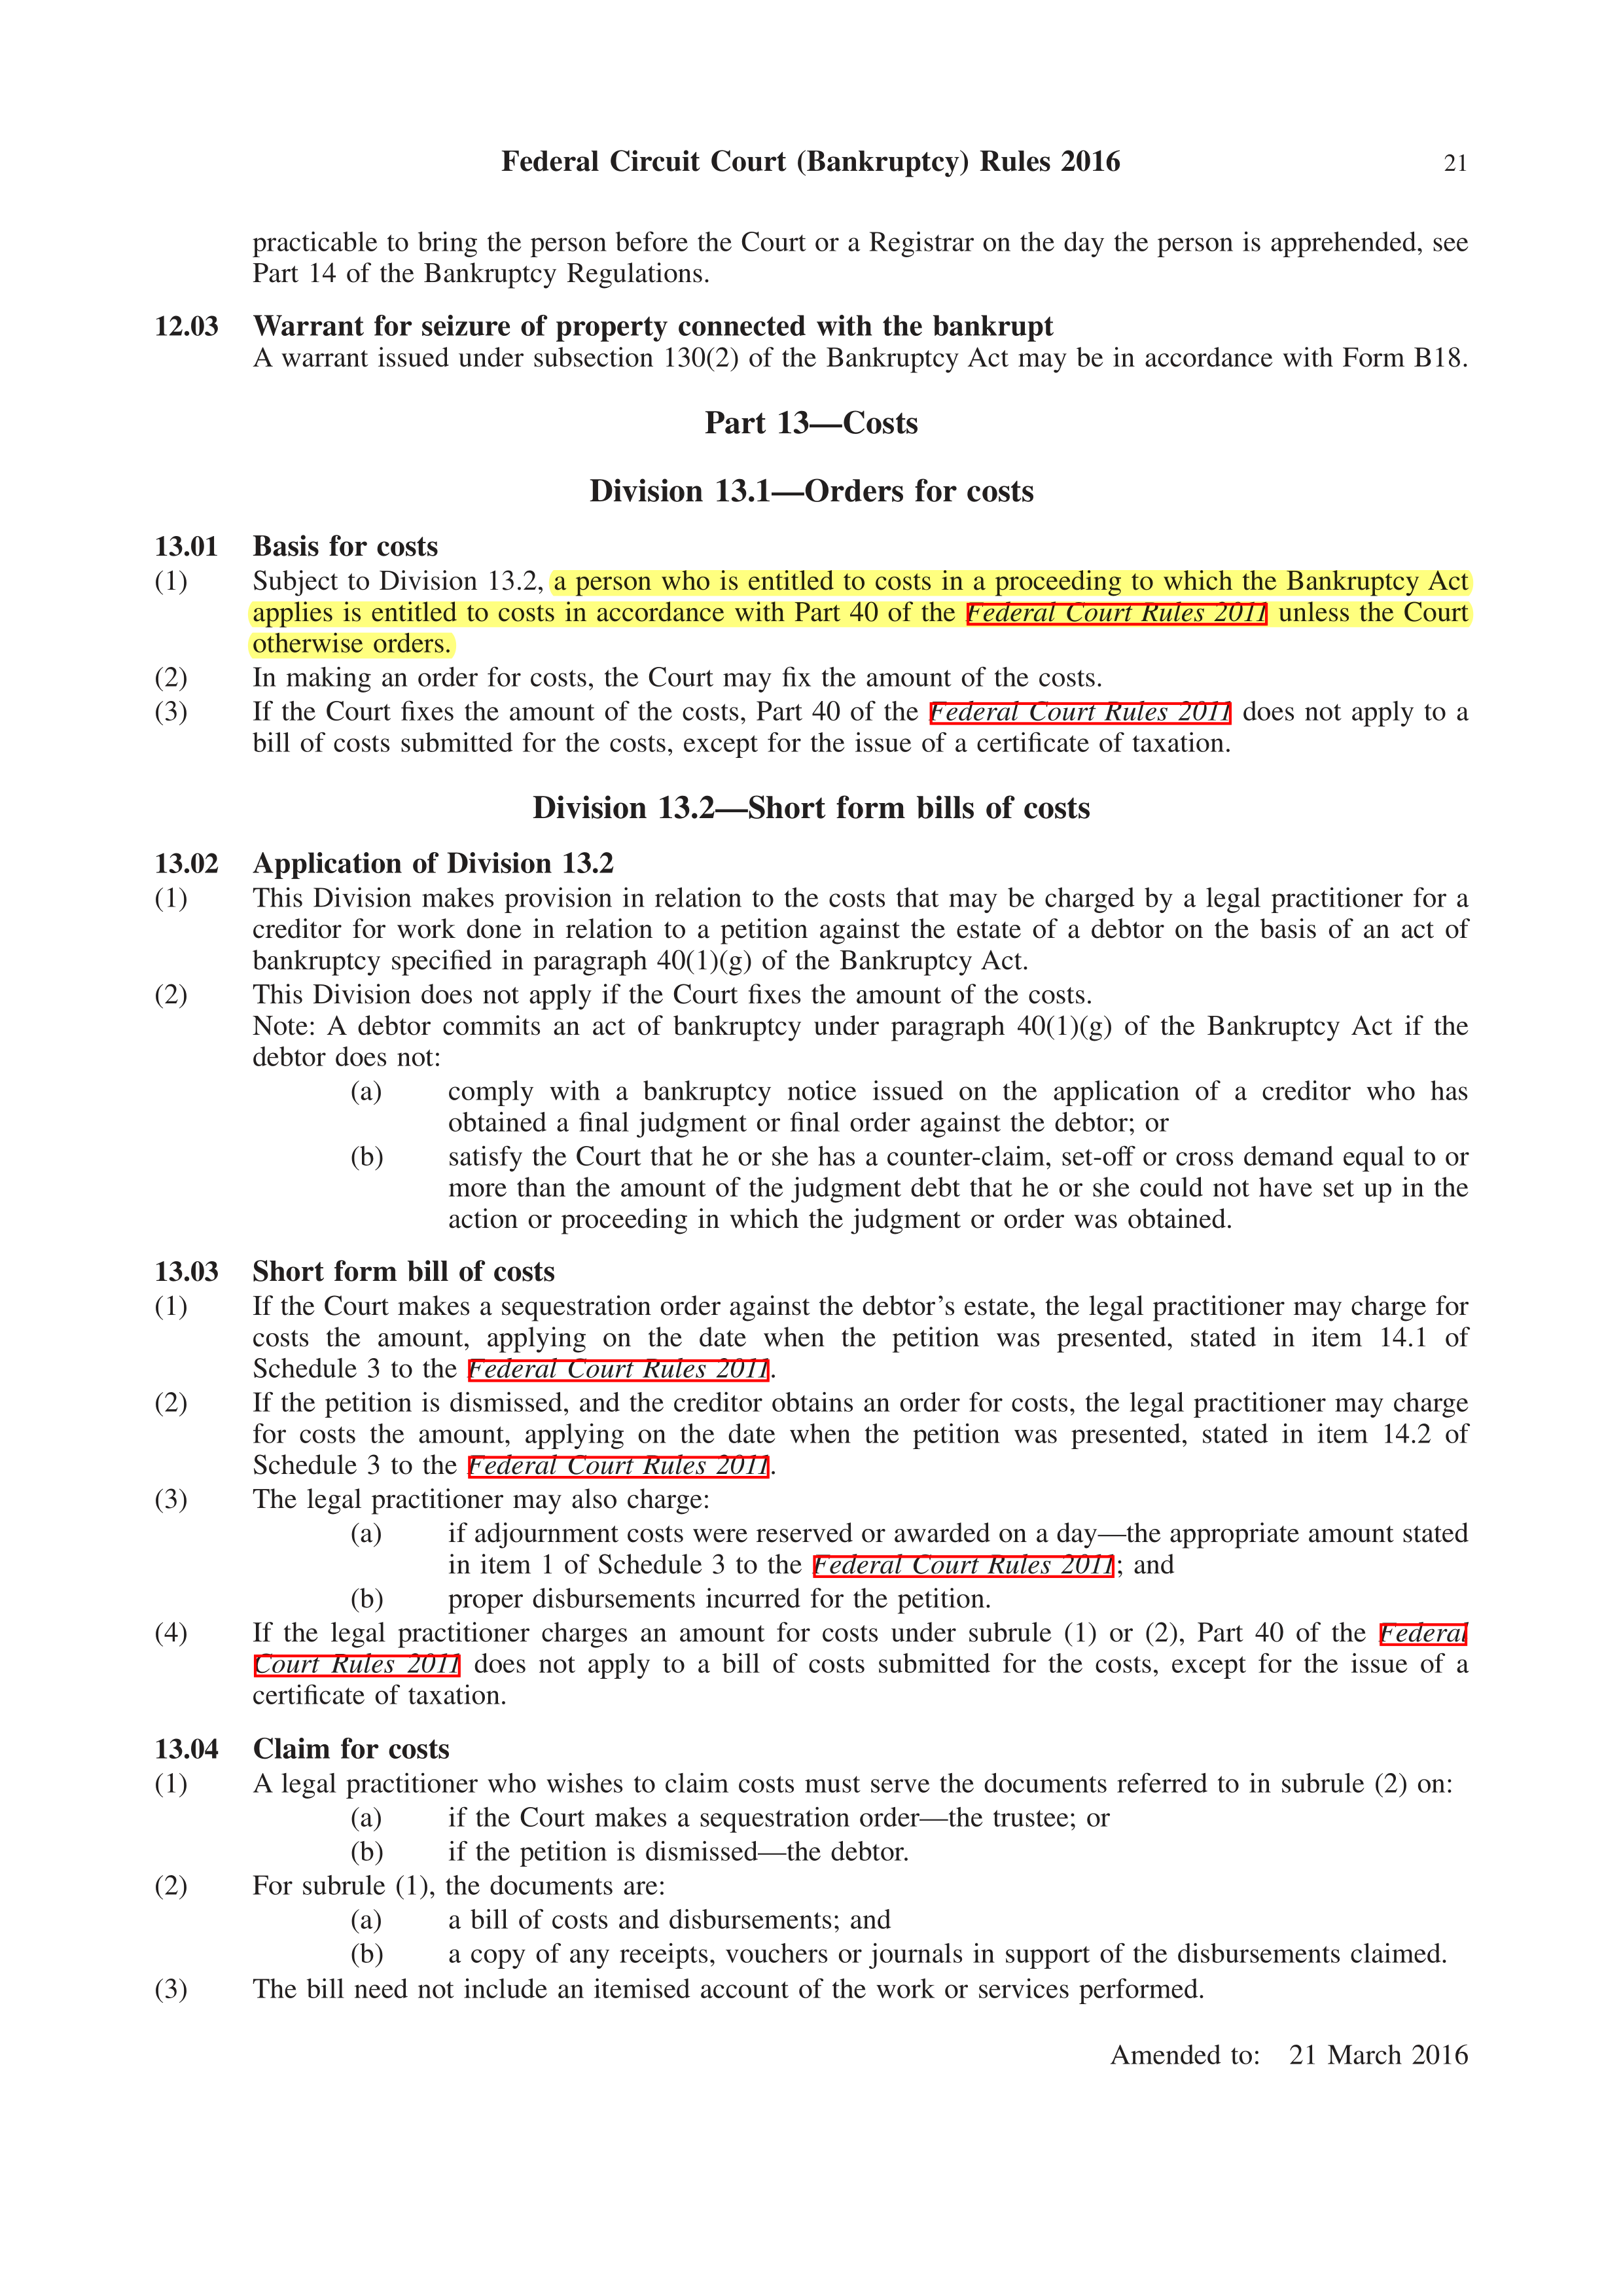 Federal Circuit Court (Bankruptcy) Rules 2016 21
practicable to bring the person before the Court or a Registrar on the day the person is apprehended, see
Part 14 of the Bankruptcy Regulations.
12.03 Warrant for seizure of property connected with the bankrupt
A warrant issued under subsection 130(2) of the Bankruptcy Act may be in accordance with Form B18.
Part 13—Costs
Division 13.1—Orders for costs
13.01 Basis for costs
(1) Subject to Division 13.2, a person who is entitled to costs in a proceeding to which the Bankruptcy Act
applies is entitled to costs in accordance with Part 40 of the Federal Court Rules 2011 unless the Court
otherwise orders.
(2) In making an order for costs, the Court may fix the amount of the costs.
(3) If the Court fixes the amount of the costs, Part 40 of the Federal Court Rules 2011 does not apply to a
bill of costs submitted for the costs, except for the issue of a certificate of taxation.
Division 13.2—Short form bills of costs
13.02 Application of Division 13.2
(1) This Division makes provision in relation to the costs that may be charged by a legal practitioner for a
creditor for work done in relation to a petition against the estate of a debtor on the basis of an act of
bankruptcy specified in paragraph 40(1)(g) of the Bankruptcy Act.
(2) This Division does not apply if the Court fixes the amount of the costs.
Note: A debtor commits an act of bankruptcy under paragraph 40(1)(g) of the Bankruptcy Act if the
debtor does not:
(a) comply with a bankruptcy notice issued on the application of a creditor who has
obtained a final judgment or final order against the debtor; or
(b) satisfy the Court that he or she has a counter-claim, set-off or cross demand equal to or
more than the amount of the judgment debt that he or she could not have set up in the
action or proceeding in which the judgment or order was obtained.
13.03 Short form bill of costs
(1) If the Court makes a sequestration order against the debtor's estate, the legal practitioner may charge for
costs the amount, applying on the date when the petition was presented, stated in item 14.1 of
Schedule 3 to the Federal Court Rules 2011.
(2) If the petition is dismissed, and the creditor obtains an order for costs, the legal practitioner may charge
for costs the amount, applying on the date when the petition was presented, stated in item 14.2 of
Schedule 3 to the Federal Court Rules 2011.
(3) The legal practitioner may also charge:
(a) if adjournment costs were reserved or awarded on a day—the appropriate amount stated
in item 1 of Schedule 3 to the Federal Court Rules 2011; and
(b) proper disbursements incurred for the petition.
(4) If the legal practitioner charges an amount for costs under subrule (1) or (2), Part 40 of the Federal
Court Rules 2011 does not apply to a bill of costs submitted for the costs, except for the issue of a
certificate of taxation.
13.04 Claim for costs
(1) A legal practitioner who wishes to claim costs must serve the documents referred to in subrule (2) on:
(a) if the Court makes a sequestration order—the trustee; or
(b) if the petition is dismissed—the debtor.
(2) For subrule (1), the documents are:
(a) a bill of costs and disbursements; and
(b) a copy of any receipts, vouchers or journals in support of the disbursements claimed.
(3) The bill need not include an itemised account of the work or services performed.
Amended to: 21 March 2016